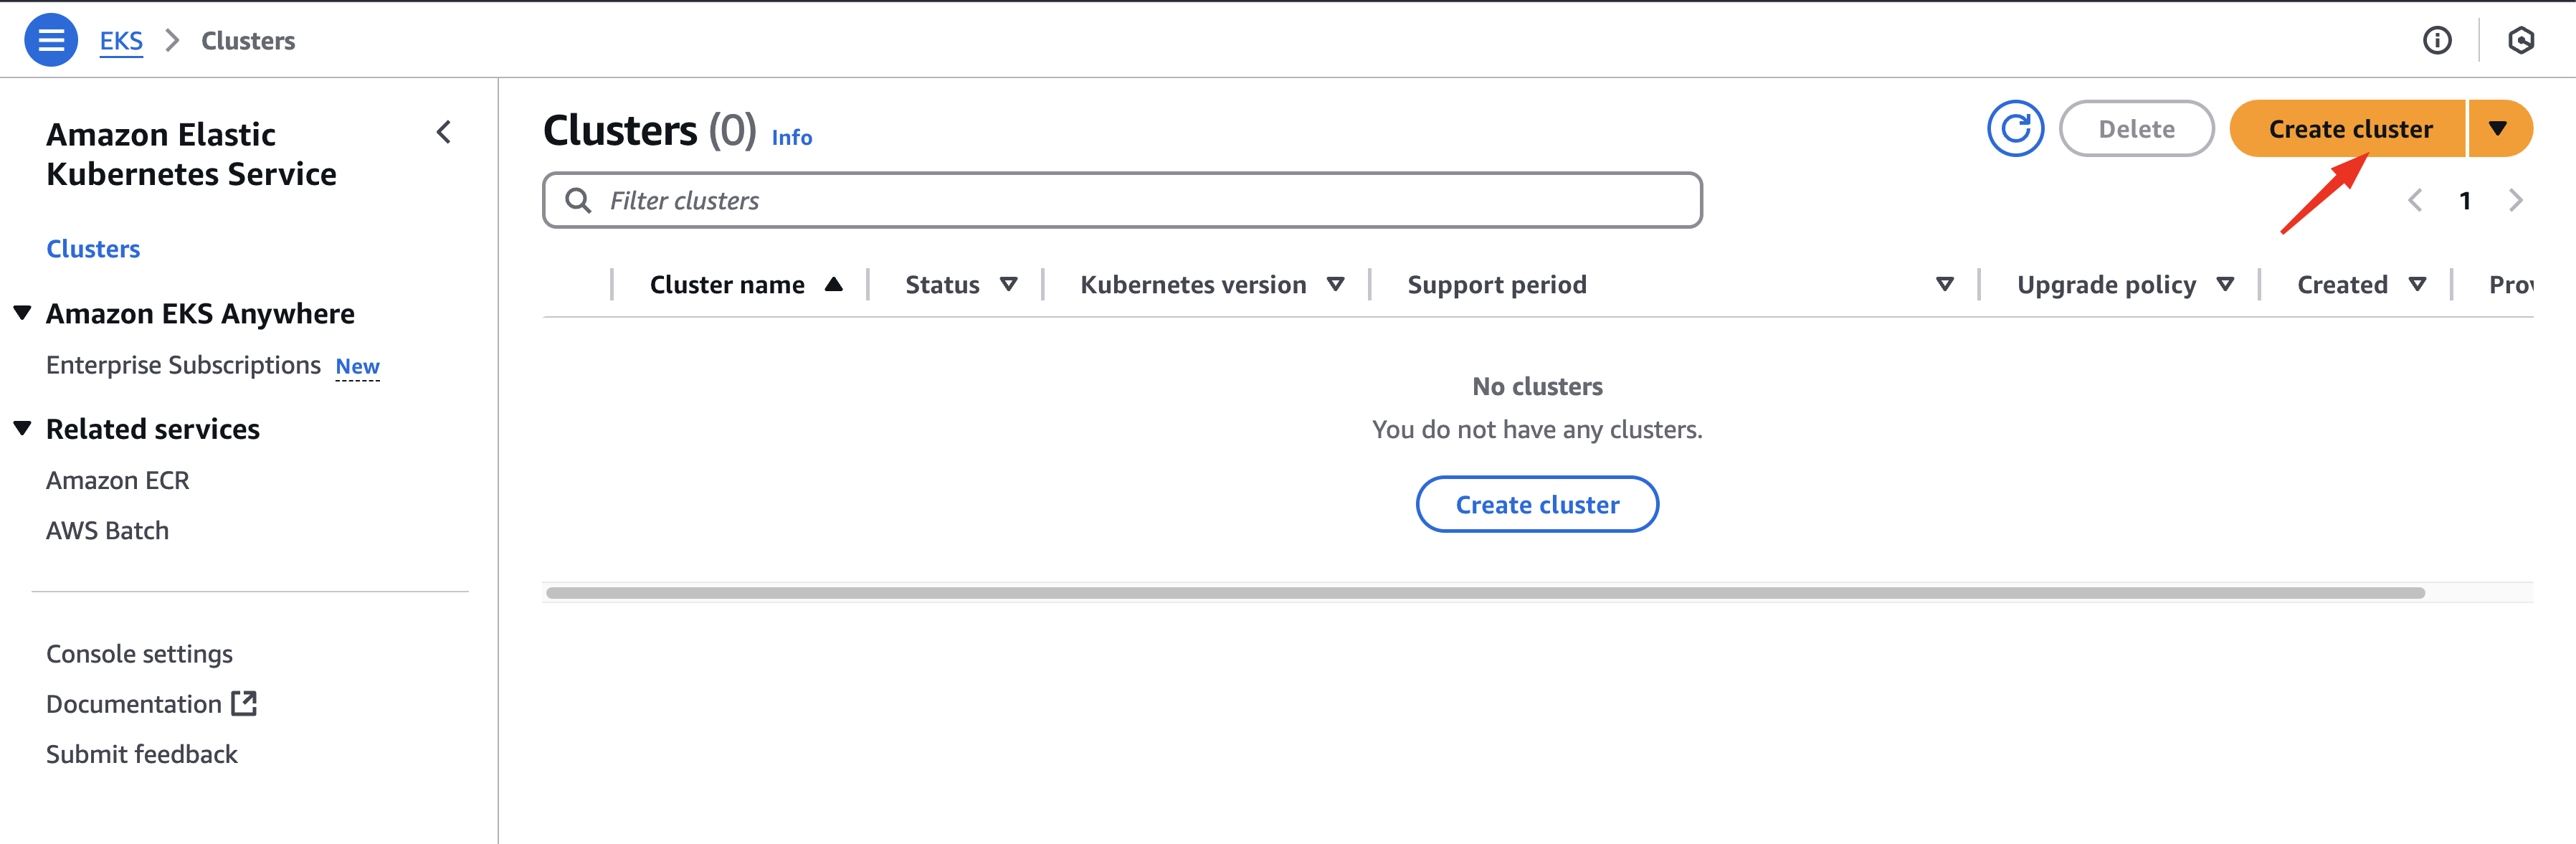 EKS > Clusters
Amazon Elastic
Kubernetes Service
Clusters
Amazon EKS Anywhere
Enterprise Subscriptions New
Related services
Amazon ECR
AWS Batch
Console settings
Documentation
Submit feedback
Clusters (0) Info
Delete
Create cluster
Filter clusters
1
Cluster name Status Kubernetes version Support period Upgrade policy Created
No clusters
You do not have any clusters.
Create cluster